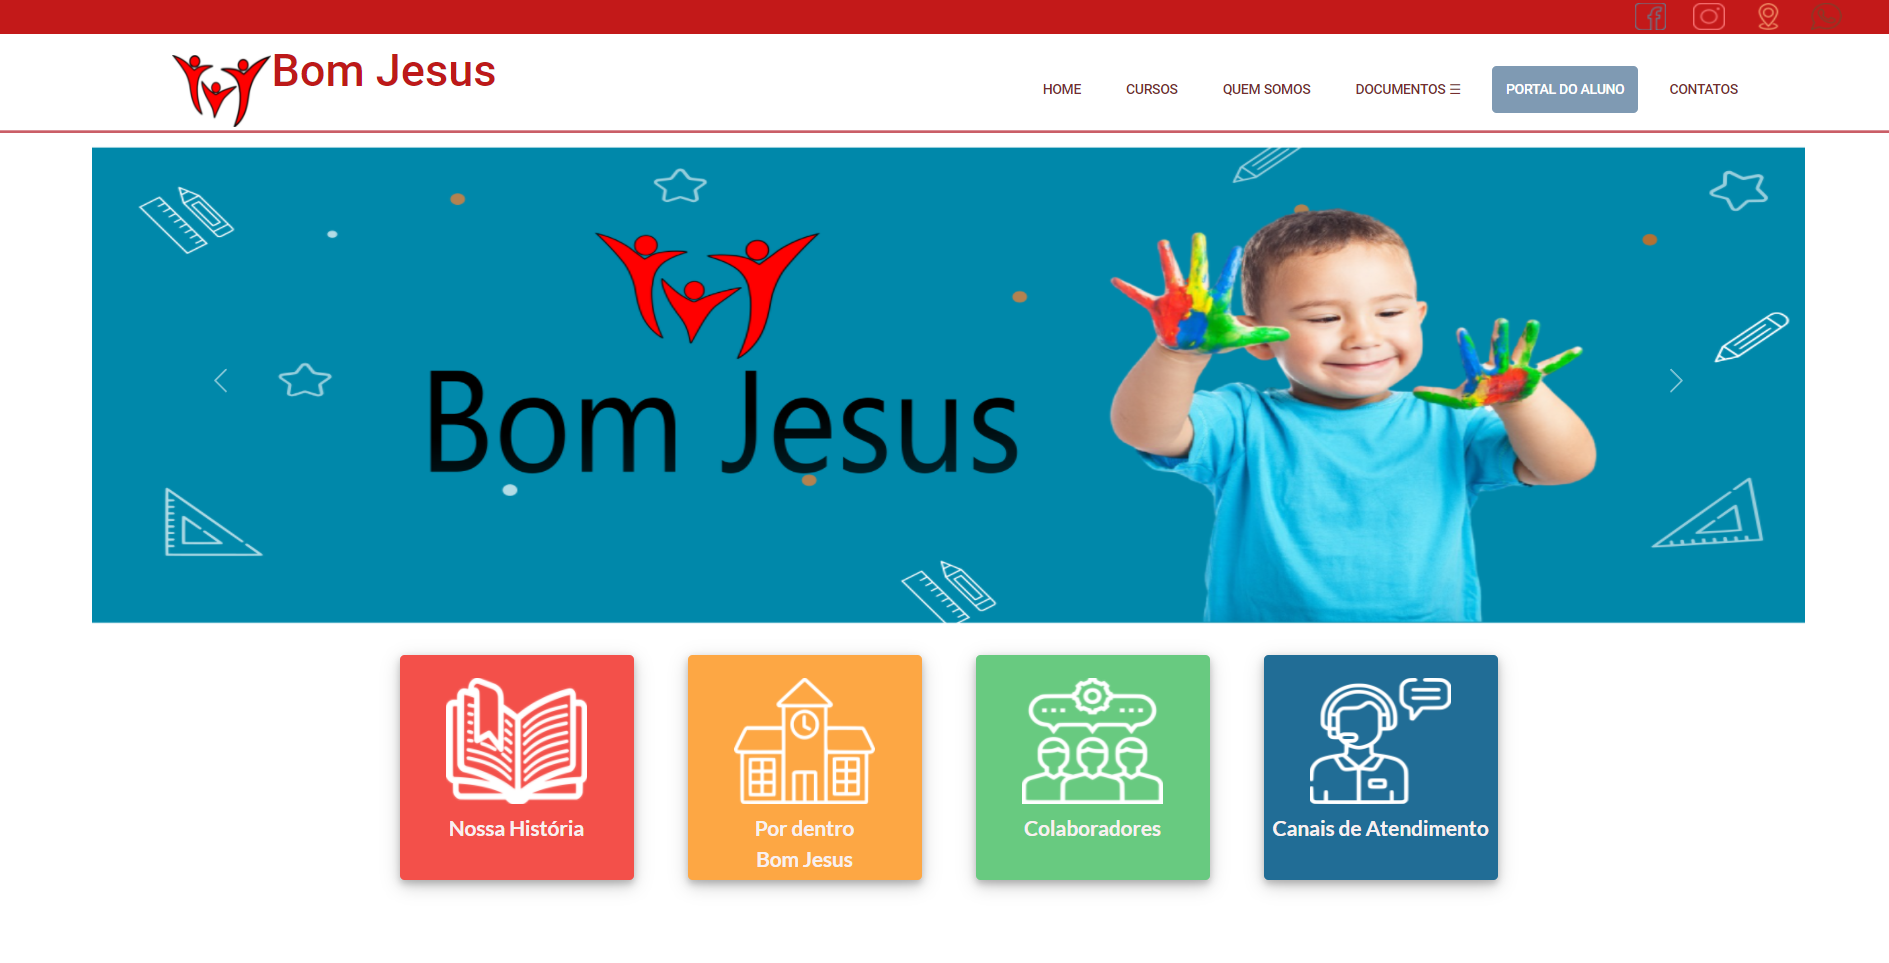 Bom Jesus
HOME
CURSOS
QUEM SOMOS
DOCUMENTOS ☰
PORTAL DO ALUNO
CONTATOS
Bom Jesus
Nossa História
Por dentro
Bom Jesus
Colaboradores
Canais de Atendimento